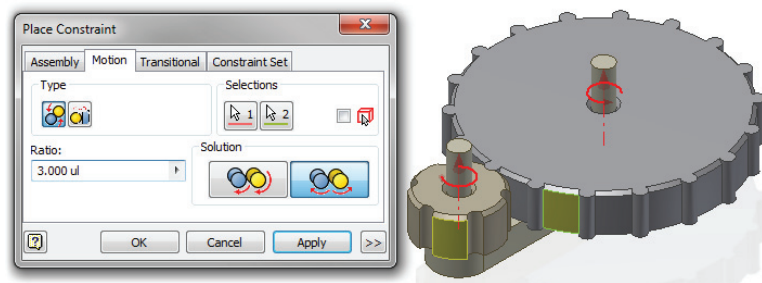 Place Constraint
Assembly Motion Transitional Constraint Set
Type
Selections
1 2
Ratio:
Solution
3.000 ul
OK Cancel Apply >>